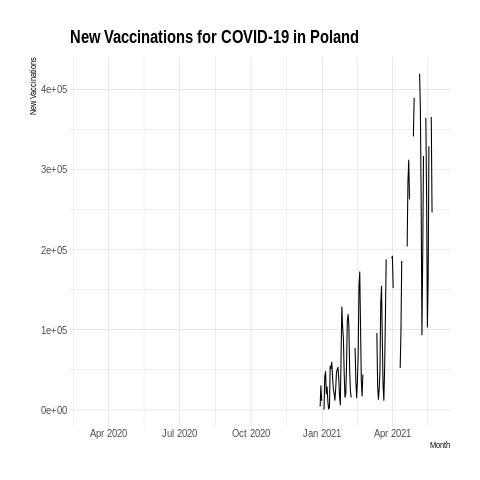 New Vaccinations for COVID-19 in Poland
New Vaccinations
4e+05
3e+05
2e+05
1e+05
0e+00
Apr 2020 Jul 2020 Oct 2020 Jan 2021 Apr 2021
Month